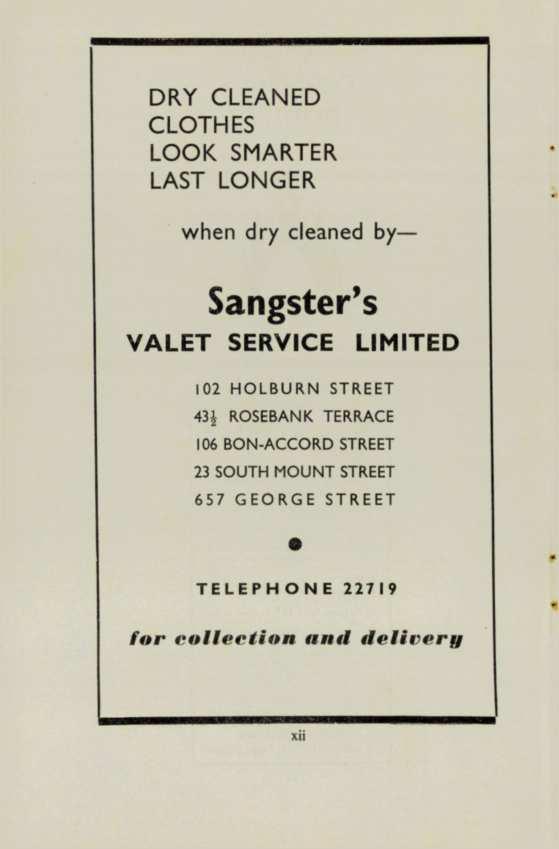 DRY CLEANED
CLOTHES
LOOK SMARTER
LAST LONGER
when dry cleaned by—
Sangster's
VALET SERVICE LIMITED
102 HOLBURN STREET
43½ ROSEBANK TERRACE
106 BON-ACCORD STREET
23 SOUTH MOUNT STREET
657 GEORGE STREET
TELEPHONE 22719
for collection and delivery
xii